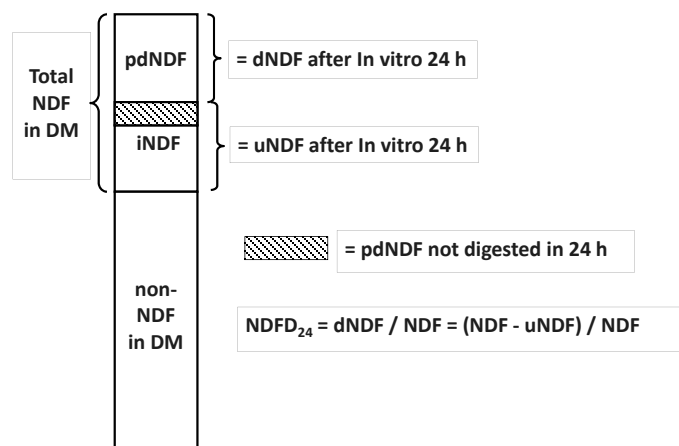 Total
NDF
in DM
pdNDF
= dNDF after In vitro 24 h
iNDF
= uNDF after In vitro 24 h
= pdNDF not digested in 24 h
non-
NDF
in DM
NDFD24 = dNDF / NDF = (NDF - uNDF) / NDF